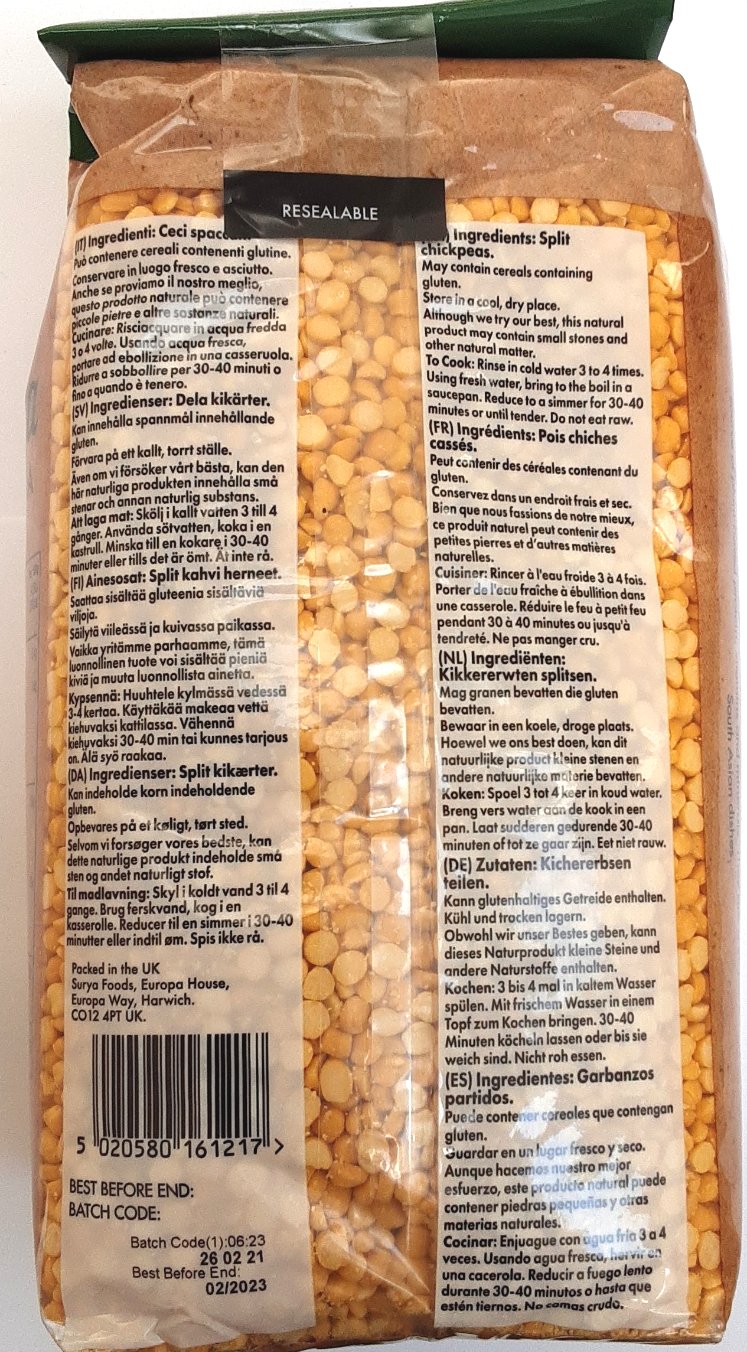 RESEALABLE
(IT) Ingredienti: Ceci
Può contenere cereali contenenti glutine.
Conservare in luogo fresco e asciutto.
Anche se proviamo il nostro meglio,
questo prodotto naturale può contenere
piccole pietre e altre sostanze naturali.
Cucinare: Risciacquare in acqua fredda
3 o 4 volte. Usando acqua fresca,
portare ad ebollizione in una casseruola.
Ridurre a sobbollire per 30-40 minuti o
fino a quando è tenero.
(SV) Ingredienser: Dela kikärter.
Kan innehålla spannmål innehållande
gluten.
Förvara på ett kallt, torrt ställe.
Även om vi försöker vårt bästa, kan den
här naturliga produkten innehålla små
stenar och annan naturlig substans.
Att laga mat: Skölj i kallt vatten 3 till 4
gånger. Använda sötvatten, koka i en
kastrull. Minska till en kokare i 30-40
minuter eller tills det är ömt. Ät inte rå.
(FI) Ainesosat: Split kahvi herneet.
Saattaa sisältää gluteenia sisältäviä
viljoja.
Säilytä viileässä ja kuivassa paikassa.
Vaikka yritämme parhaamme, tämä
luonnollinen tuote voi sisältää pieniä
kiviä ja muuta luonnollista ainetta.
Kypsennä: Huuhtele kylmässä vedessä
3-4 kertaa. Käyttäkää makeaa vettä
kiehuvaksi kattilassa. Vähennä
kiehuvaksi 30-40 min tai kunnes tarjous
on. Älä syö raakaa.
(DA) Ingredienser: Split kikærter.
Kan indeholde korn indeholdende
gluten.
Opbevares på et køligt, tørt sted.
Selvom vi forsøger vores bedste, kan
dette naturlige produkt indeholde små
sten og andet naturligt stof.
Til madlavning: Skyl i koldt vand 3 til 4
gange. Brug ferskvand, kog i en
kasserolle. Reducer til en simmer i 30-40
minutter eller indtil øm. Spis ikke rå.
Packed in the UK
Surya Foods, Europa House,
Europa Way, Harwich.
CO12 4PT UK.
5 020580 161217 >
BEST BEFORE END:
BATCH CODE:
Batch Code(1):06:23
26 02 21
Best Before End:
02/2023
Ingredients: Split
chickpeas.
May contain cereals containing
gluten.
Store in a cool, dry place.
Although we try our best, this natural
product may contain small stones and
other natural matter.
To Cook: Rinse in cold water 3 to 4 times.
Using fresh water, bring to the boil in a
saucepan. Reduce to a simmer for 30-40
minutes or until tender. Do not eat raw.
(FR) Ingrédients: Pois chiches
cassés.
Peut contenir des céréales contenant du
gluten.
Conservez dans un endroit frais et sec.
Bien que nous fassions de notre mieux,
ce produit naturel peut contenir des
petites pierres et d'autres matières
naturelles.
Cuisiner: Rincer à l'eau froide 3 à 4 fois.
Porter de l'eau fraîche à ébullition dans
une casserole. Réduire le feu à petit feu
pendant 30 à 40 minutes ou jusqu'à
tendreté. Ne pas manger cru.
(NL) Ingrediënten:
Kikkererwten splitsen.
Mag granen bevatten die gluten
bevatten.
Bewaar in een koele, droge plaats.
Hoewel we ons best doen, kan dit
natuurlijke product kleine stenen en
andere natuurlijke materie bevatten.
Koken: Spoel 3 tot 4 keer in koud water.
Breng vers water aan de kook in een
pan. Laat sudderen gedurende 30-40
minuten of tot ze gaar zijn. Eet niet rauw.
(DE) Zutaten: Kichererbsen
teilen.
Kann glutenhaltiges Getreide enthalten.
Kühl und trocken lagern.
Obwohl wir unser Bestes geben, kann
dieses Naturprodukt kleine Steine und
andere Naturstoffe enthalten.
Kochen: 3 bis 4 mal in kaltem Wasser
spülen. Mit frischem Wasser in einem
Topf zum Kochen bringen. 30-40
Minuten köcheln lassen oder bis sie
weich sind. Nicht roh essen.
(ES) Ingredientes: Garbanzos
partidos.
Puede contener cereales que contengan
gluten.
Guardar en un lugar fresco y seco.
Aunque hacemos nuestro mejor
esfuerzo, este producto natural puede
contener piedras pequeñas y otras
materias naturales.
Cocinar: Enjuague con agua fria 3 a 4
veces. Usando agua fresca, hervir en
una cacerola. Reducir a fuego lento
durante 30-40 minutos o hasta que
estén tiernos. No comas crudo.
South Asian dishes.